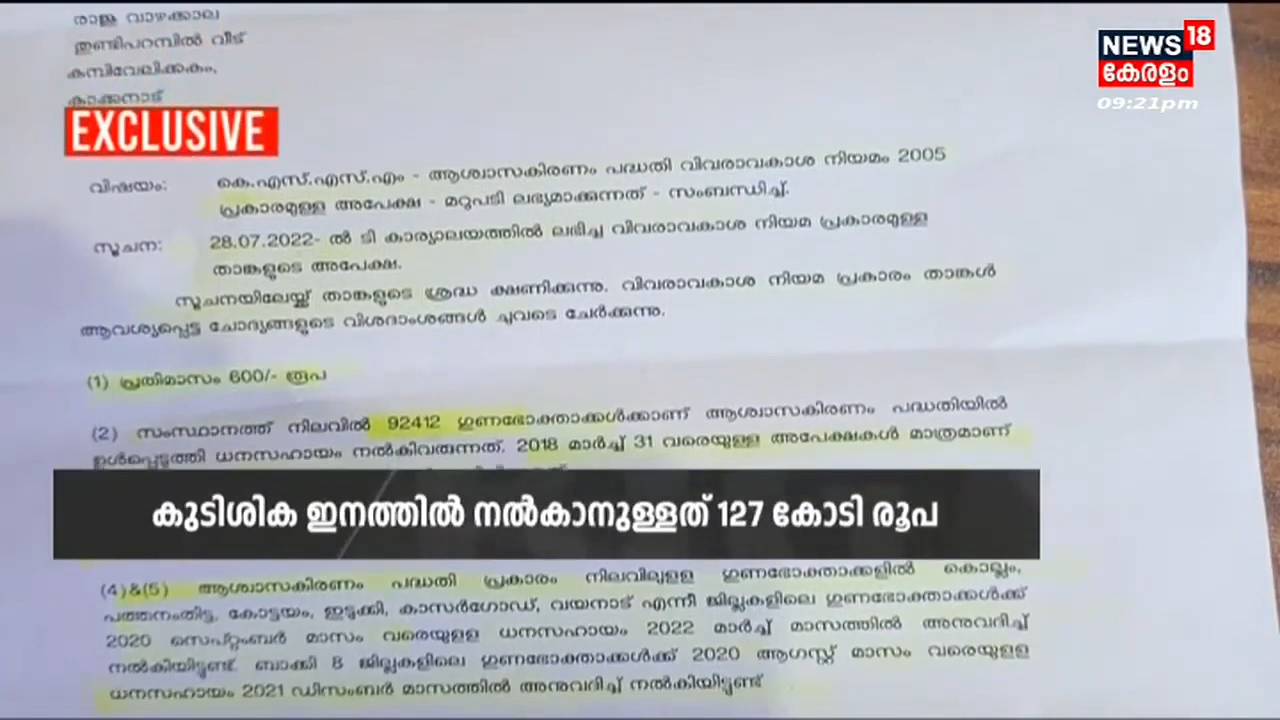 രാജു വാഴക്കാല
തുണ്ടിപറമ്പിൽ വീട്
കമ്പിവേലിക്കകം,
കാക്കനാട്
NEWS 18
കേരളം
09:21pm
EXCLUSIVE
വിഷയം: കെ.എസ്.എസ്.എം - ആശ്വാസകിരണം പദ്ധതി വിവരാവകാശ നിയമം 2005
പ്രകാരമുള്ള അപേക്ഷ - മറുപടി ലഭ്യമാക്കുന്നത് - സംബന്ധിച്ച്.
സൂചന: 28.07.2022- ൽ ടി കാര്യാലയത്തിൽ ലഭിച്ച വിവരാവകാശ നിയമ പ്രകാരമുള്ള
താങ്കളുടെ അപേക്ഷ.
സൂചനയിലേയ്ക്ക് താങ്കളുടെ ശ്രദ്ധ ക്ഷണിക്കുന്നു. വിവരാവകാശ നിയമ പ്രകാരം താങ്കൾ
ആവശ്യപ്പെട്ട ചോദ്യങ്ങളുടെ വിശദാംശങ്ങൾ ചുവടെ ചേർക്കുന്നു.
(1) പ്രതിമാസം 600/- രൂപ
(2) സംസ്ഥാനത്ത് നിലവിൽ 92412 ഗുണഭോക്താക്കൾക്കാണ് ആശ്വാസകിരണം പദ്ധതിയിൽ
ഉൾപ്പെടുത്തി ധനസഹായം നൽകിവരുന്നത്. 2018 മാർച്ച് 31 വരെയുള്ള അപേക്ഷകൾ മാത്രമാണ്
കുടിശിക ഇനത്തിൽ നൽകാനുള്ളത് 127 കോടി രൂപ
(4)&(5) ആശ്വാസകിരണം പദ്ധതി പ്രകാരം നിലവിലുള്ള ഗുണഭോക്താക്കളിൽ കൊല്ലം,
പത്തനംതിട്ട, കോട്ടയം, ഇടുക്കി, കാസർഗോഡ്, വയനാട് എന്നീ ജില്ലകളിലെ ഗുണഭോക്താക്കൾക്ക്
2020 സെപ്റ്റംബർ മാസം വരെയുള്ള ധനസഹായം 2022 മാർച്ച് മാസത്തിൽ അനുവദിച്ച്
നൽകിയിട്ടുണ്ട്. ബാക്കി 8 ജില്ലകളിലെ ഗുണഭോക്താക്കൾക്ക് 2020 ആഗസ്റ്റ് മാസം വരെയുള്ള
ധനസഹായം 2021 ഡിസംബർ മാസത്തിൽ അനുവദിച്ച് നൽകിയിട്ടുണ്ട്